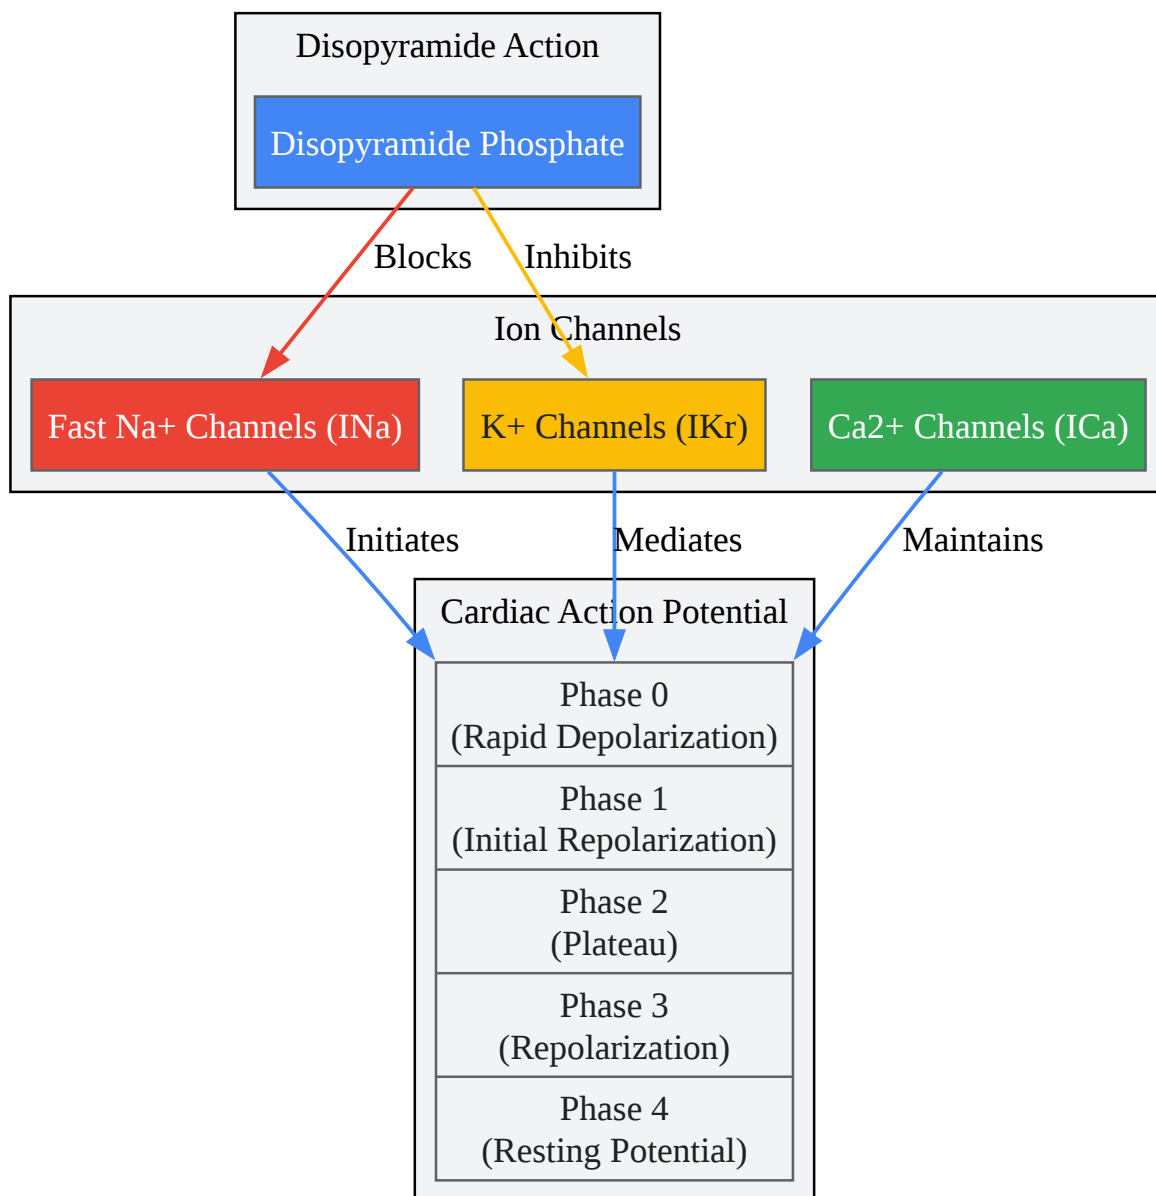 Disopyramide Action
Disopyramide Phosphate
Blocks
Inhibits
Ion Channels
Fast Na+ Channels (INa)
K+ Channels (IKr)
Ca2+ Channels (ICa)
Initiates
Mediates
Maintains
Cardiac Action Potential
Phase 0
(Rapid Depolarization)
Phase 1
(Initial Repolarization)
Phase 2
(Plateau)
Phase 3
(Repolarization)
Phase 4
(Resting Potential)